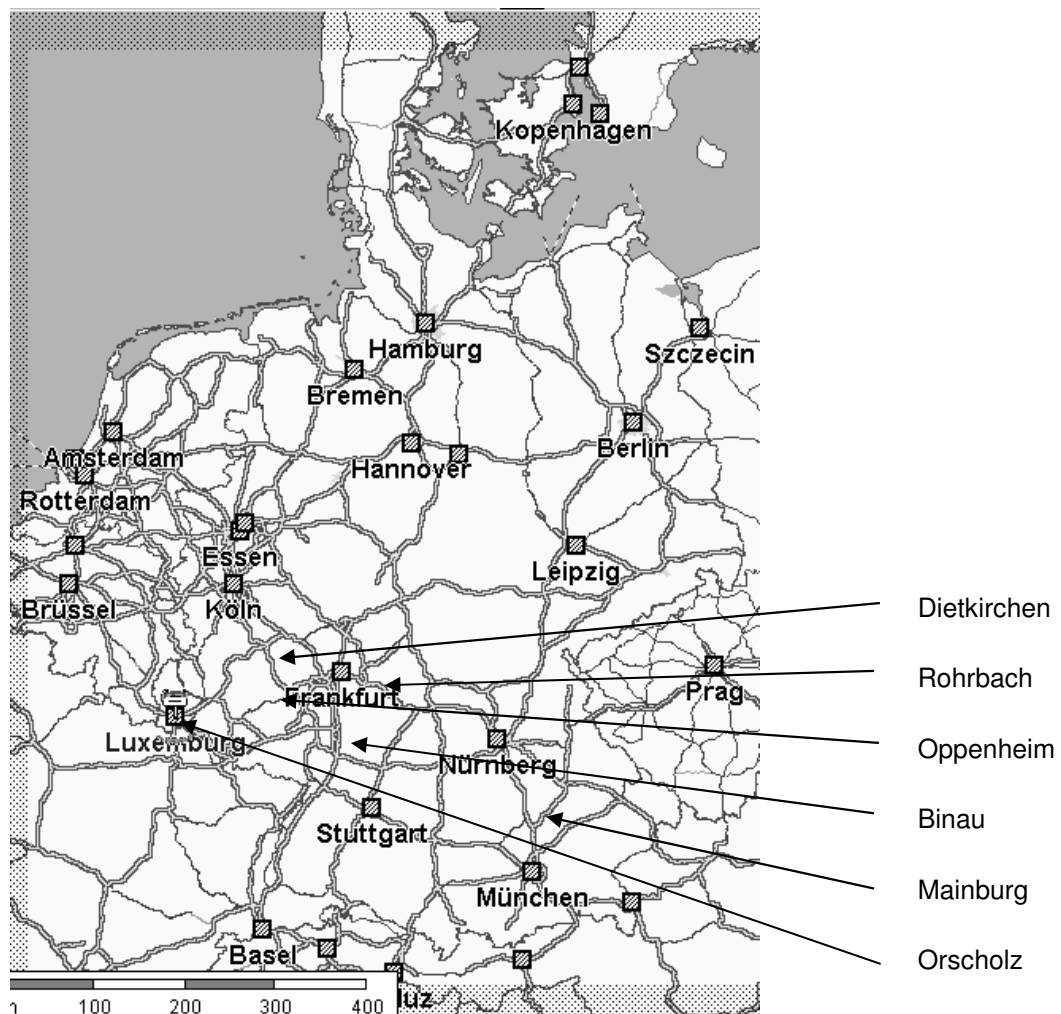 Kopenhagen
Hamburg
Szczecin
Bremen
Berlin
Amsterdam
Hannover
Rotterdam
Essen
Leipzig
Brüssel
Köln
Dietkirchen
Frankfurt
Prag
Rohrbach
Luxemburg
Oppenheim
Nürnberg
Binau
Stuttgart
München
Mainburg
Basel
Orscholz
100 200 300 400